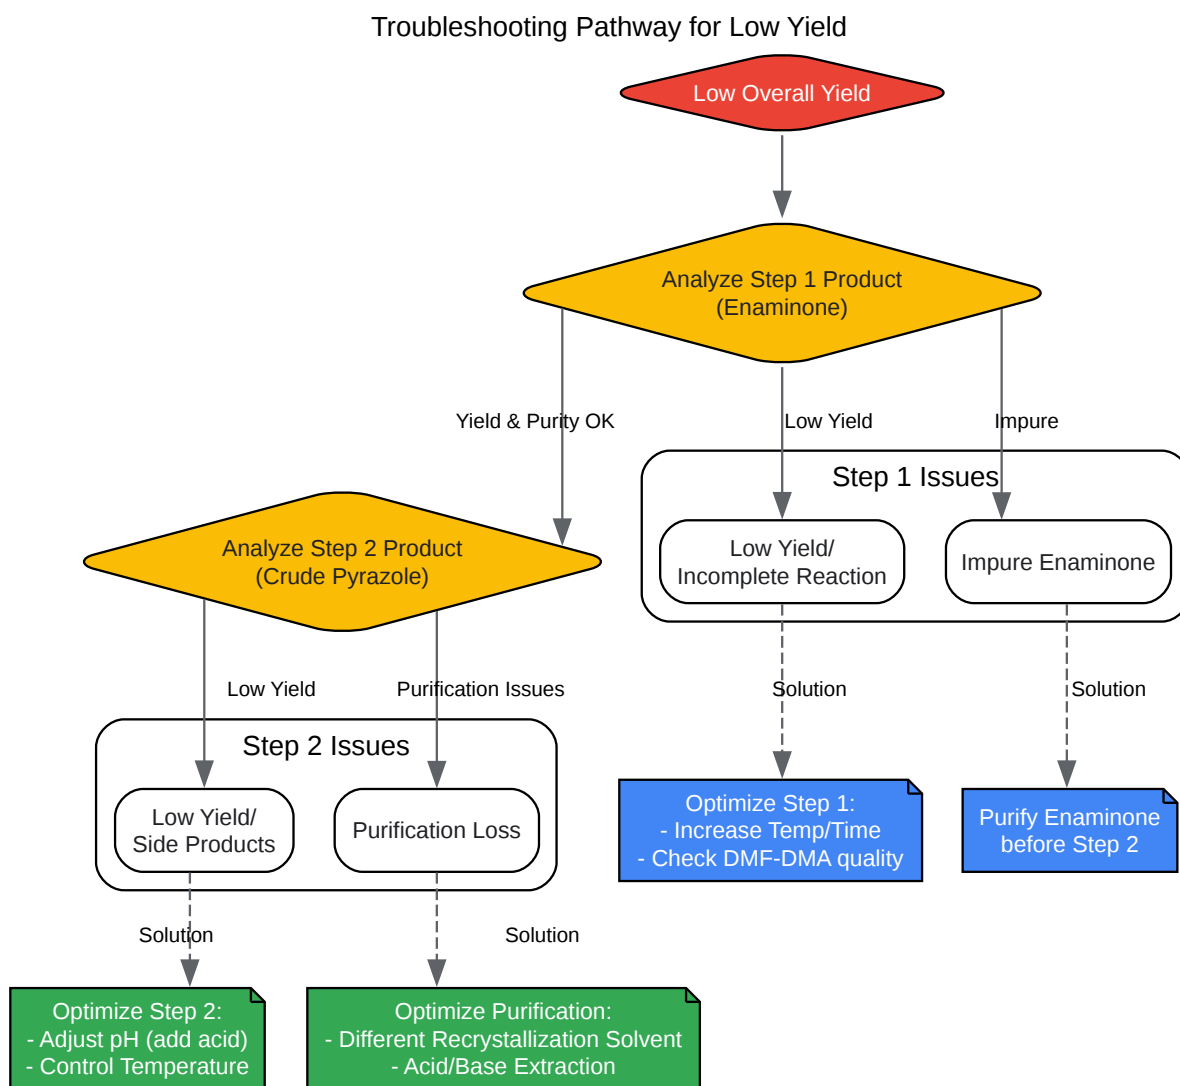 Troubleshooting Pathway for Low Yield
Low Overall Yield
Analyze Step 1 Product
(Enaminone)
Yield & Purity OK
Low Yield
Impure
Step 1 Issues
Low Yield/
Incomplete Reaction
Impure Enaminone
Analyze Step 2 Product
(Crude Pyrazole)
Low Yield
Purification Issues
Solution
Solution
Step 2 Issues
Low Yield/
Side Products
Purification Loss
Optimize Step 1:
- Increase Temp/Time
- Check DMF-DMA quality
Purify Enaminone
before Step 2
Solution
Solution
Optimize Step 2:
- Adjust pH (add acid)
- Control Temperature
Optimize Purification:
- Different Recrystallization Solvent
- Acid/Base Extraction